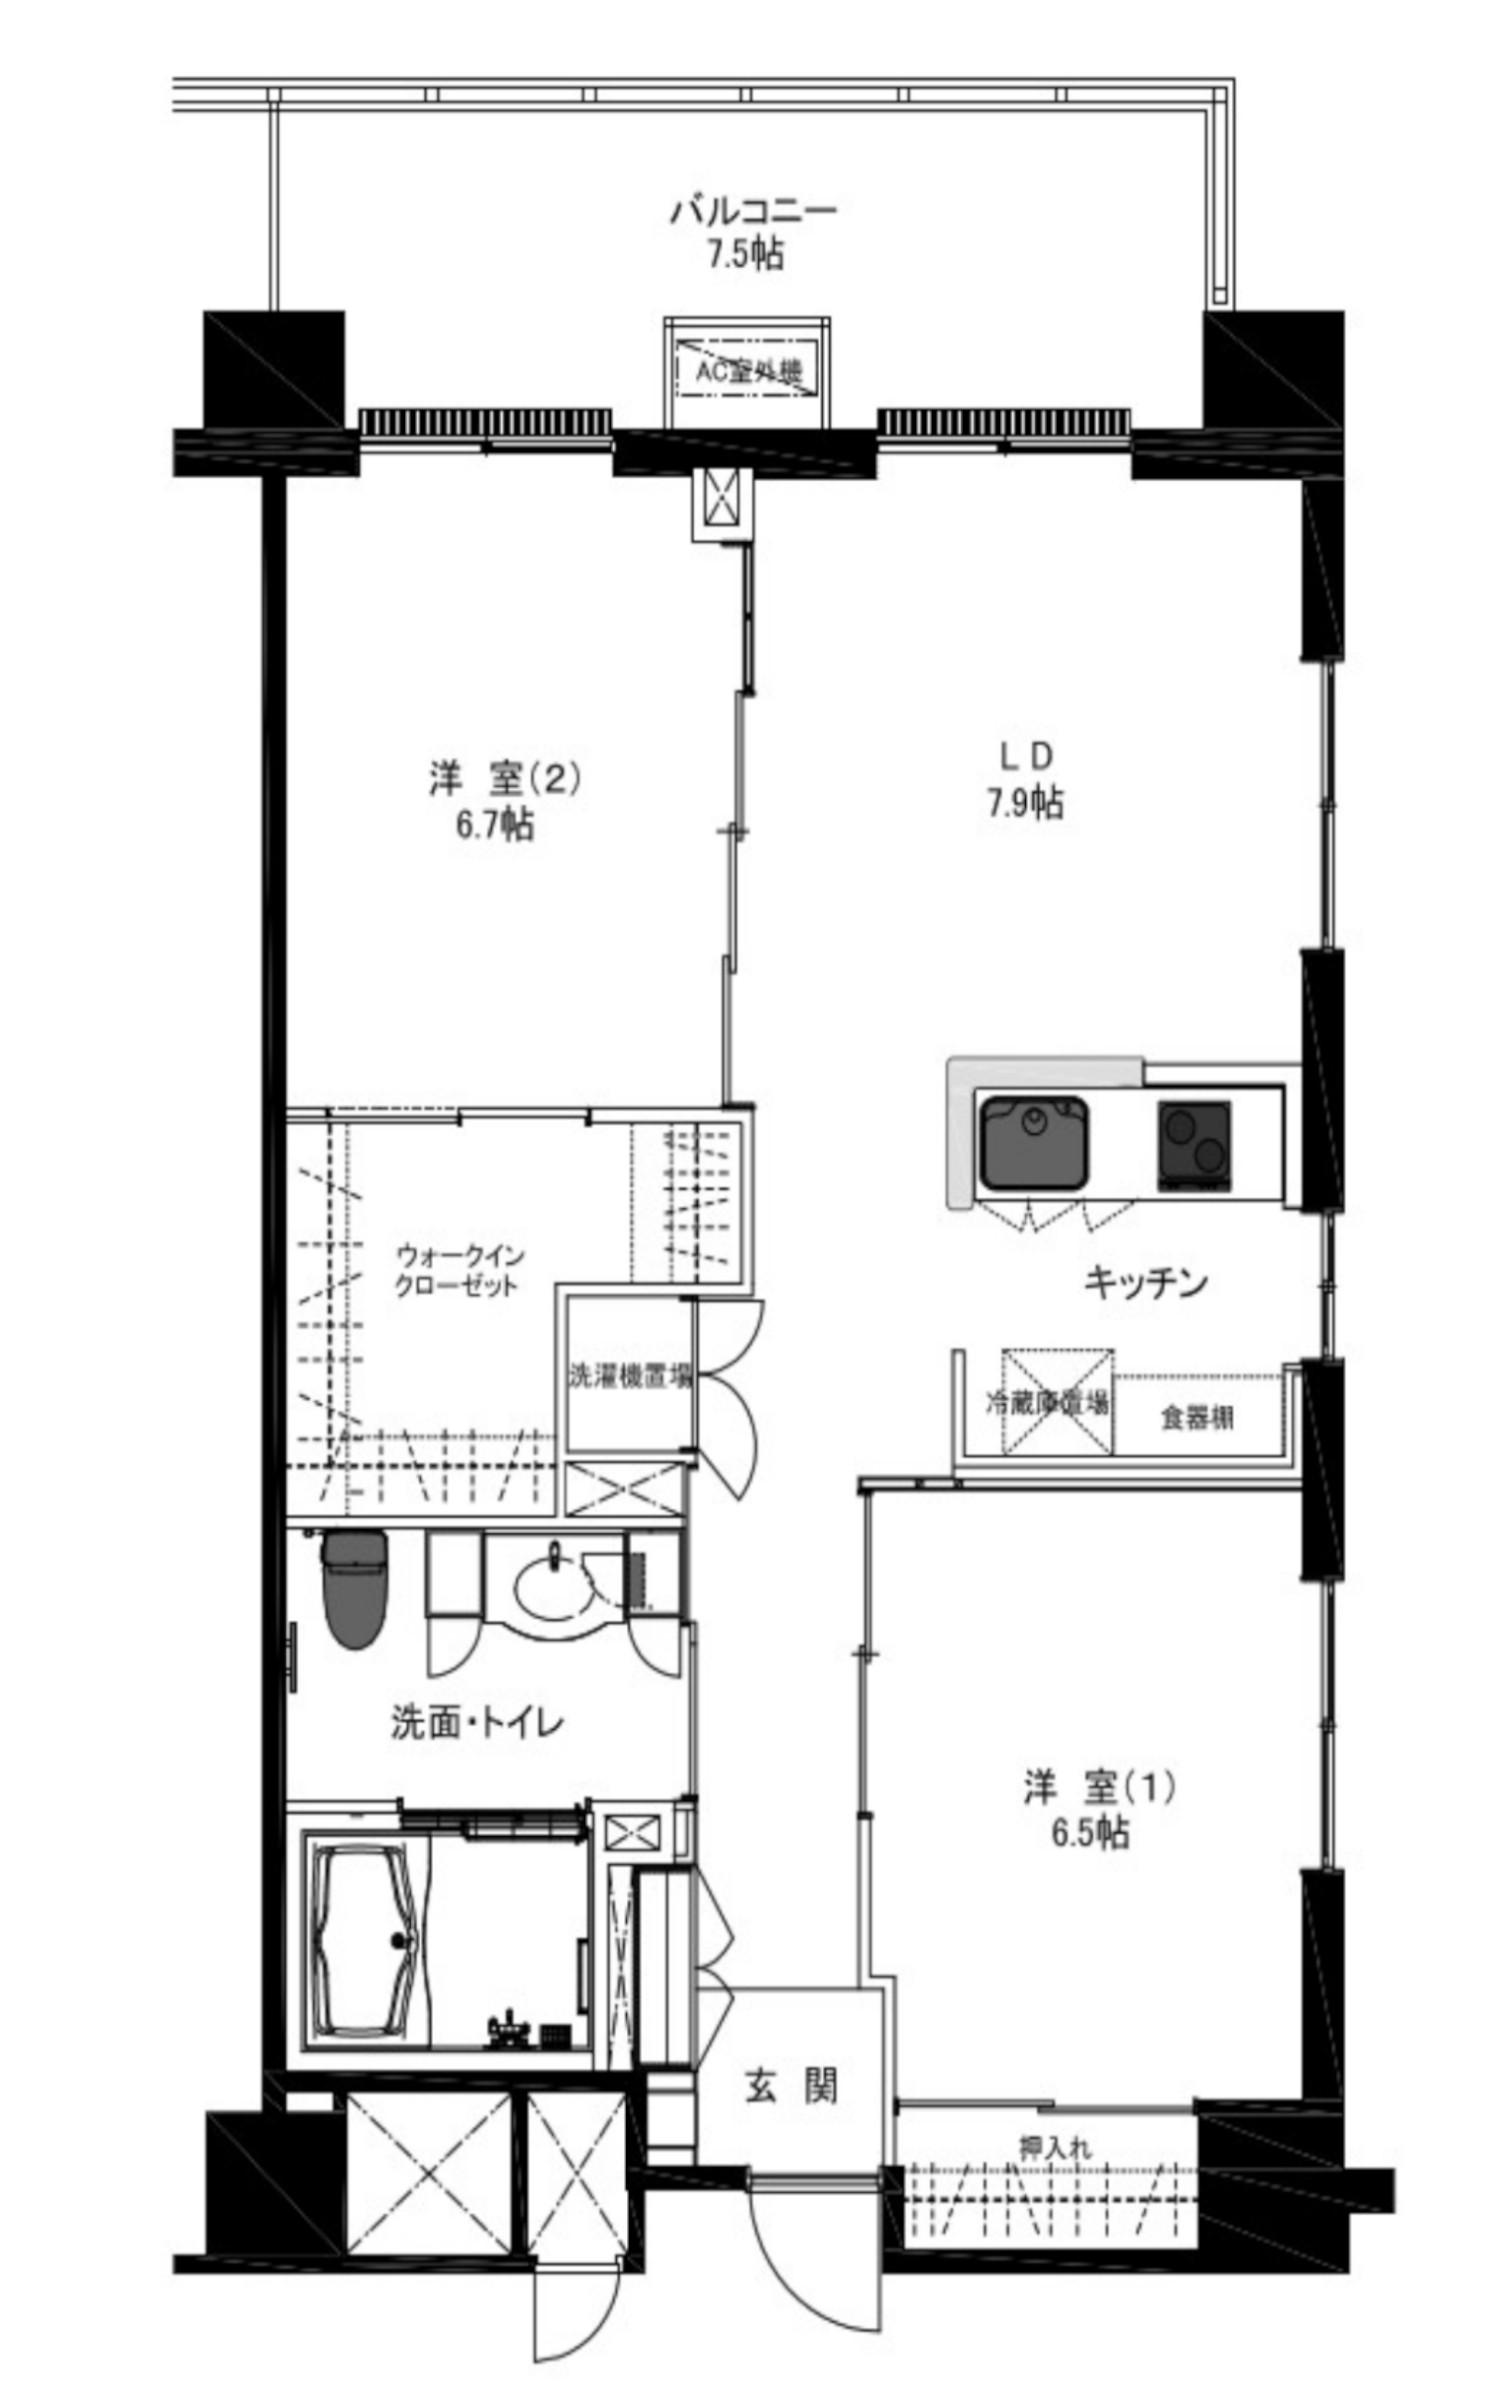 バルコニー
7.5帖
AC室外機
洋 室(2)
6.7帖
LD
7.9帖
ウォークイン
クローゼット
キッチン
洗濯機置場
冷蔵庫置場
食器棚
洗面・トイレ
洋 室(1)
6.5帖
玄 関
押入れ